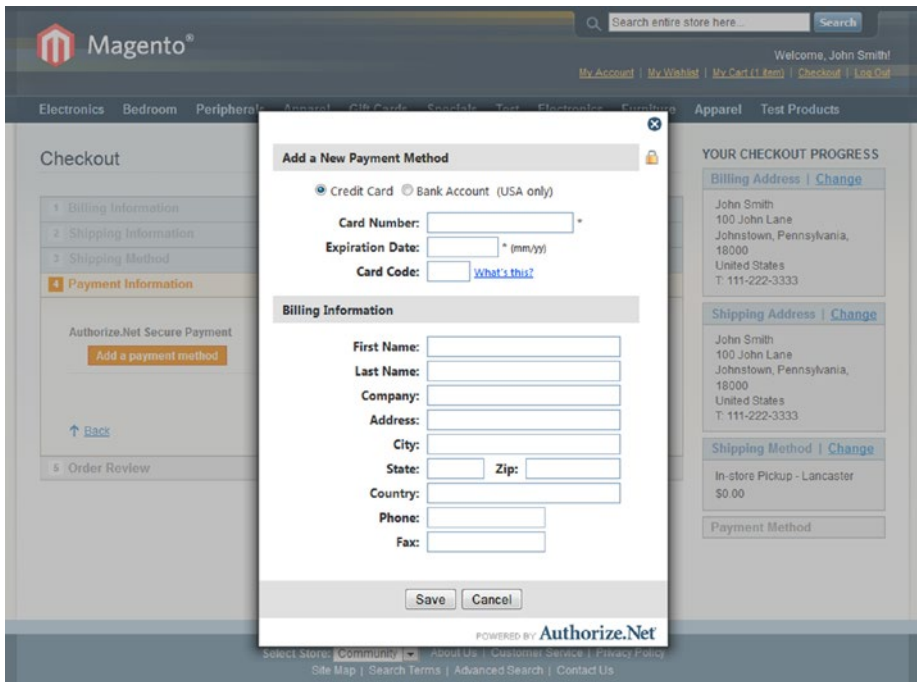 Magento®
Search entire store here...
Search
Welcome, John Smith!
My Account | My Wishlist | My Cart (1 item) | Checkout | Log Out
Electronics Bedroom Peripherals Apparel Gift Cards Specials Test Electronics Furniture Apparel Test Products
Checkout
1 Billing Information
2 Shipping Information
3 Shipping Method
4 Payment Information
Authorize.Net Secure Payment
Add a payment method
Back
5 Order Review
Add a New Payment Method
Credit Card Bank Account (USA only)
Card Number: *
Expiration Date: * (mm/yy)
Card Code: What's this?
Billing Information
First Name:
Last Name:
Company:
Address:
City:
State: Zip:
Country:
Phone:
Fax:
Save Cancel
POWERED BY Authorize.Net
YOUR CHECKOUT PROGRESS
Billing Address | Change
John Smith
100 John Lane
Johnstown, Pennsylvania,
18000
United States
T: 111-222-3333
Shipping Address | Change
John Smith
100 John Lane
Johnstown, Pennsylvania,
18000
United States
T: 111-222-3333
Shipping Method | Change
In-store Pickup - Lancaster
$0.00
Payment Method
Select Store: Community About Us | Customer Service | Privacy Policy
Site Map | Search Terms | Advanced Search | Contact Us